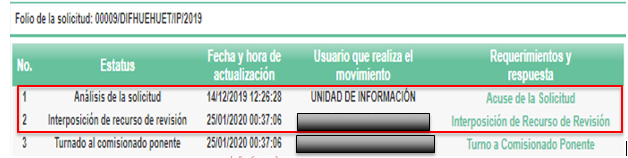 Folio de la solicitud: 00009/DIFHUEHUET/IP/2019
No. Estatus Fecha y hora de actualización Usuario que realiza el movimiento Requerimientos y respuesta
1 Análisis de la solicitud 14/12/2019 12:26:28 UNIDAD DE INFORMACIÓN Acuse de la Solicitud
2 Interposición de recurso de revisión 25/01/2020 00:37:06 Interposición de Recurso de Revisión
3 Turnado al comisionado ponente 25/01/2020 00:37:06 Turno a Comisionado Ponente